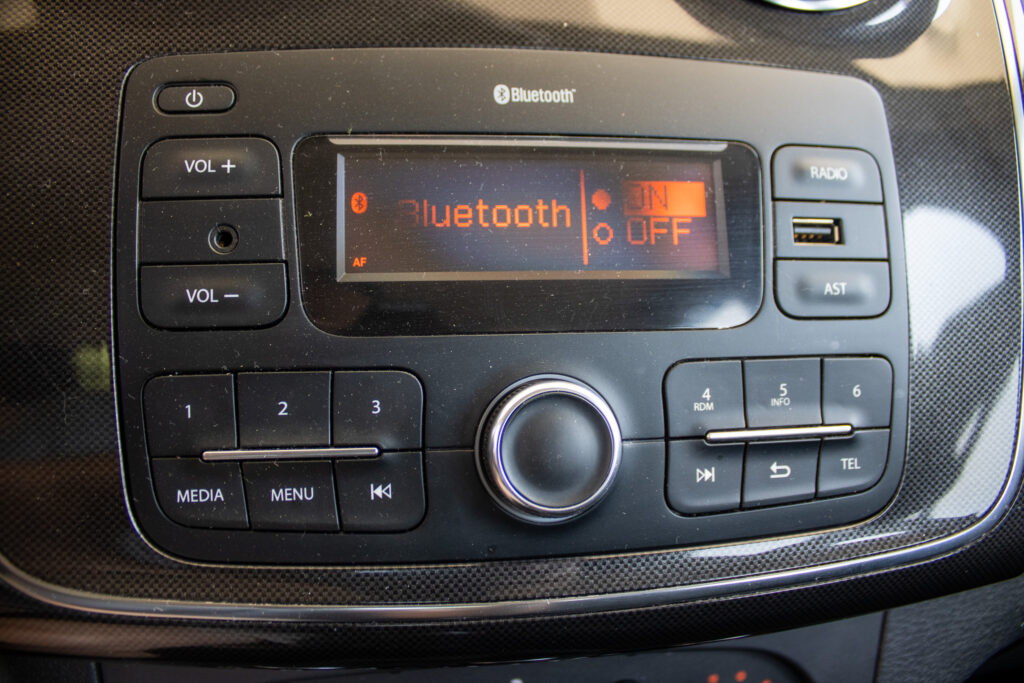 Bluetooth™
VOL +
VOL −
Bluetooth
ON
OFF
AF
RADIO
AST
1
2
3
MEDIA
MENU
4
RDM
5
INFO
6
TEL